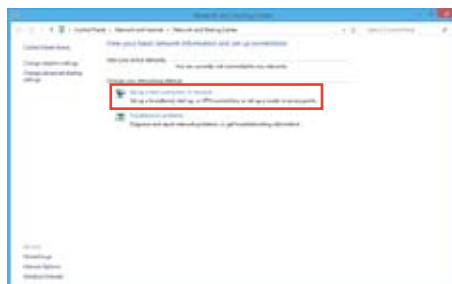 Network and Sharing Center
Control Panel Network and Internet Network and Sharing Center
Control Panel Home
View your basic network information and set up connections
Change adapter settings
View your active networks
You are currently not connected to any networks.
Change advanced sharing
settings
Change your networking settings
Set up a new connection or network
Set up a broadband, dial-up, or VPN connection; or set up a router or access point.
Troubleshoot problems
Diagnose and repair network problems, or get troubleshooting information.
See also
HomeGroup
Internet Options
Windows Firewall